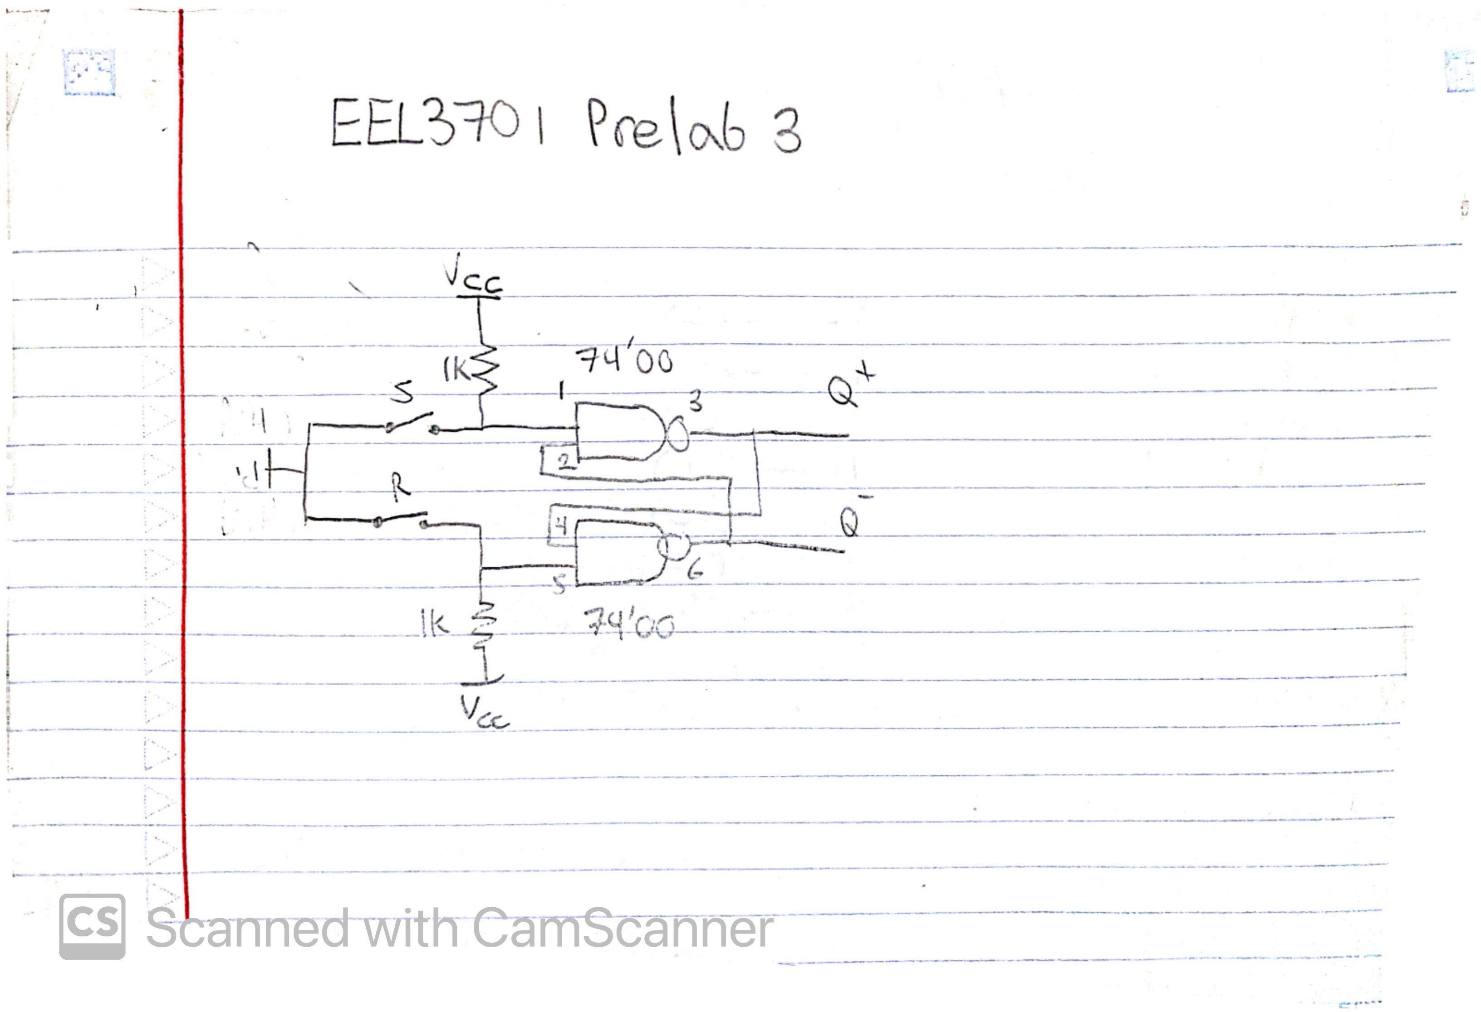 EEL3701 Prelab 3
Vcc
1K
74'00
S
1
3
Q+
2
R
4
Q-
5
6
1K
74'00
Vcc
CS Scanned with CamScanner